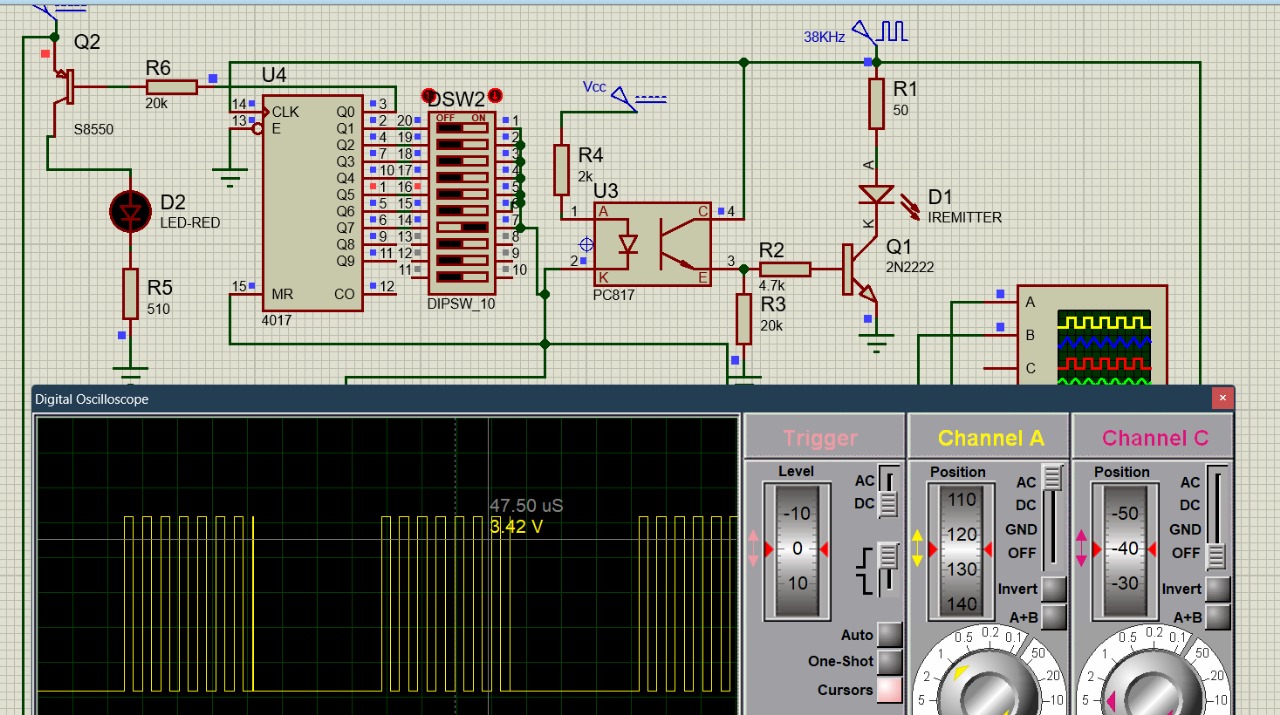 Q2
38KHz
R6
U4
20k
S8550
DSW2
OFF ON
Vcc
R1
50
14
CLK
13
E
Q0
Q1
Q2
Q3
Q4
Q5
Q6
Q7
Q8
Q9
3
2
4
7
10
1
5
6
9
11
20
19
18
17
16
15
14
13
12
11
1
2
3
4
5
6
7
8
9
10
R4
2k
U3
1
A
2
K
C
4
3
E
PC817
A
D1
IREMITTER
K
D2
LED-RED
R2
4.7k
Q1
2N2222
R5
510
15
MR
CO
12
4017
DIPSW_10
R3
20k
A
B
C
Digital Oscilloscope
×
Trigger
Level
AC
DC
-10
0
10
Auto
One-Shot
Cursors
Channel A
Position
AC
DC
GND
OFF
110
120
130
140
Invert
A+B
0.5 0.2 0.1
1
2
5
50
20
10
Channel C
Position
AC
DC
GND
OFF
-50
-40
-30
Invert
A+B
0.5 0.2 0.1
1
2
5
50
20
10
47.50 uS
3.42 V